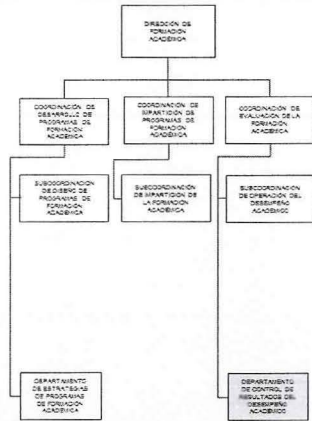 DIRECCIÓN DE
FORMACIÓN
ACADÉMICA
COORDINACIÓN DE
DESARROLLO DE
PROGRAMAS DE
FORMACIÓN
ACADÉMICA
COORDINACIÓN DE
IMPARTICIÓN DE
PROGRAMAS DE
FORMACIÓN
ACADÉMICA
COORDINACIÓN DE
EVALUACIÓN DE LA
FORMACIÓN
ACADÉMICA
SUBCOORDINACIÓN
DE DISEÑO DE
PROGRAMAS DE
FORMACIÓN
ACADÉMICA
SUBCOORDINACIÓN
DE IMPARTICIÓN DE
LA FORMACIÓN
ACADÉMICA
SUBCOORDINACIÓN
DE OPERACIÓN DEL
DESEMPEÑO
ACADÉMICO
DEPARTAMENTO
DE ESTRATEGIAS
DE PROGRAMAS
DE FORMACIÓN
ACADÉMICA
DEPARTAMENTO
DE CONTROL DE
RESULTADOS DEL
DESEMPEÑO
ACADÉMICO